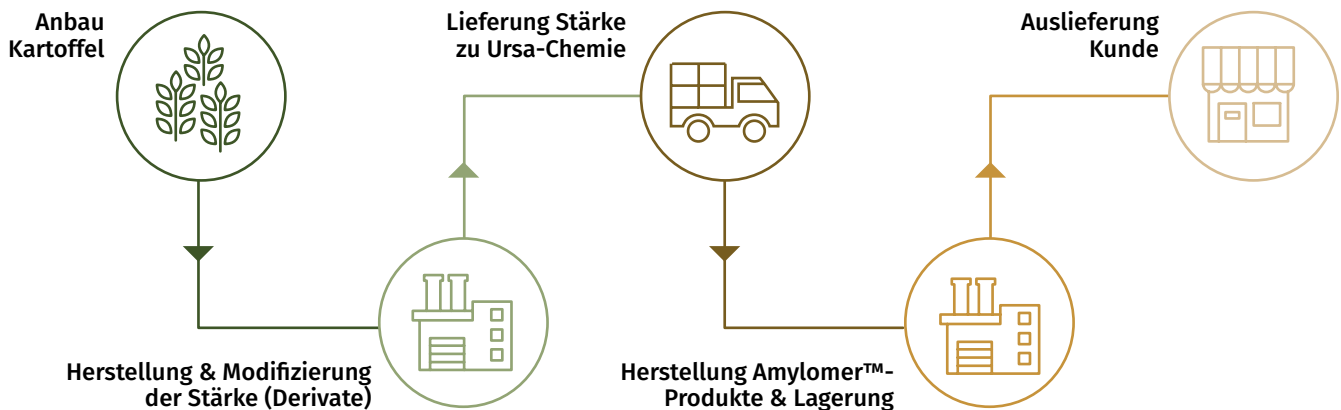 Anbau
Kartoffel
Herstellung & Modifizierung
der Stärke (Derivate)
Lieferung Stärke
zu Ursa-Chemie
Herstellung Amylomer™-
Produkte & Lagerung
Auslieferung
Kunde